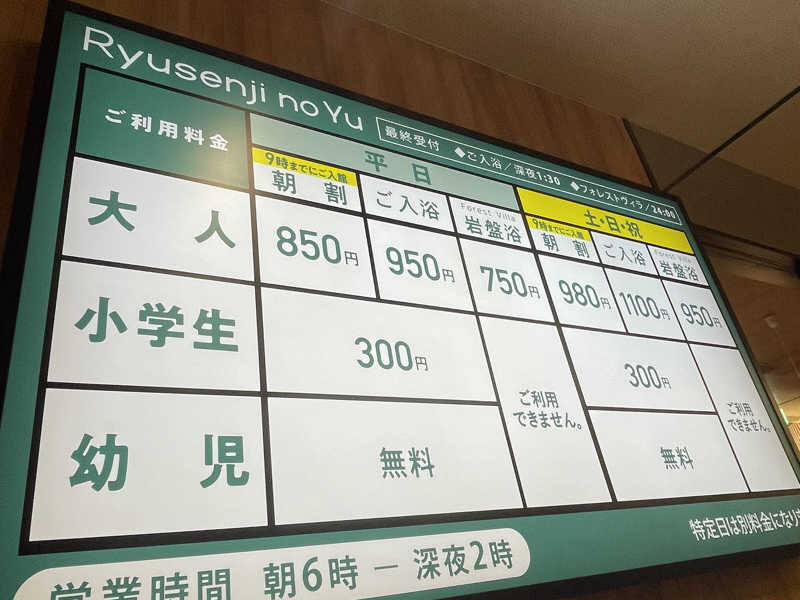 Ryusenji no Yu
最終受付 ◆ご入浴/深夜1:30 ◆フォレストヴィラ/24:00
ご利用料金
平日
土・日・祝
9時までにご入館
朝割
ご入浴
Forest Villa
岩盤浴
9時までにご入館
朝割
ご入浴
Forest Villa
岩盤浴
大人
850円
950円
750円
980円
1100円
950円
小学生
300円
ご利用
できません。
300円
ご利用
できません。
幼児
無料
無料
特定日は別料金になりま
営業時間 朝6時 ― 深夜2時